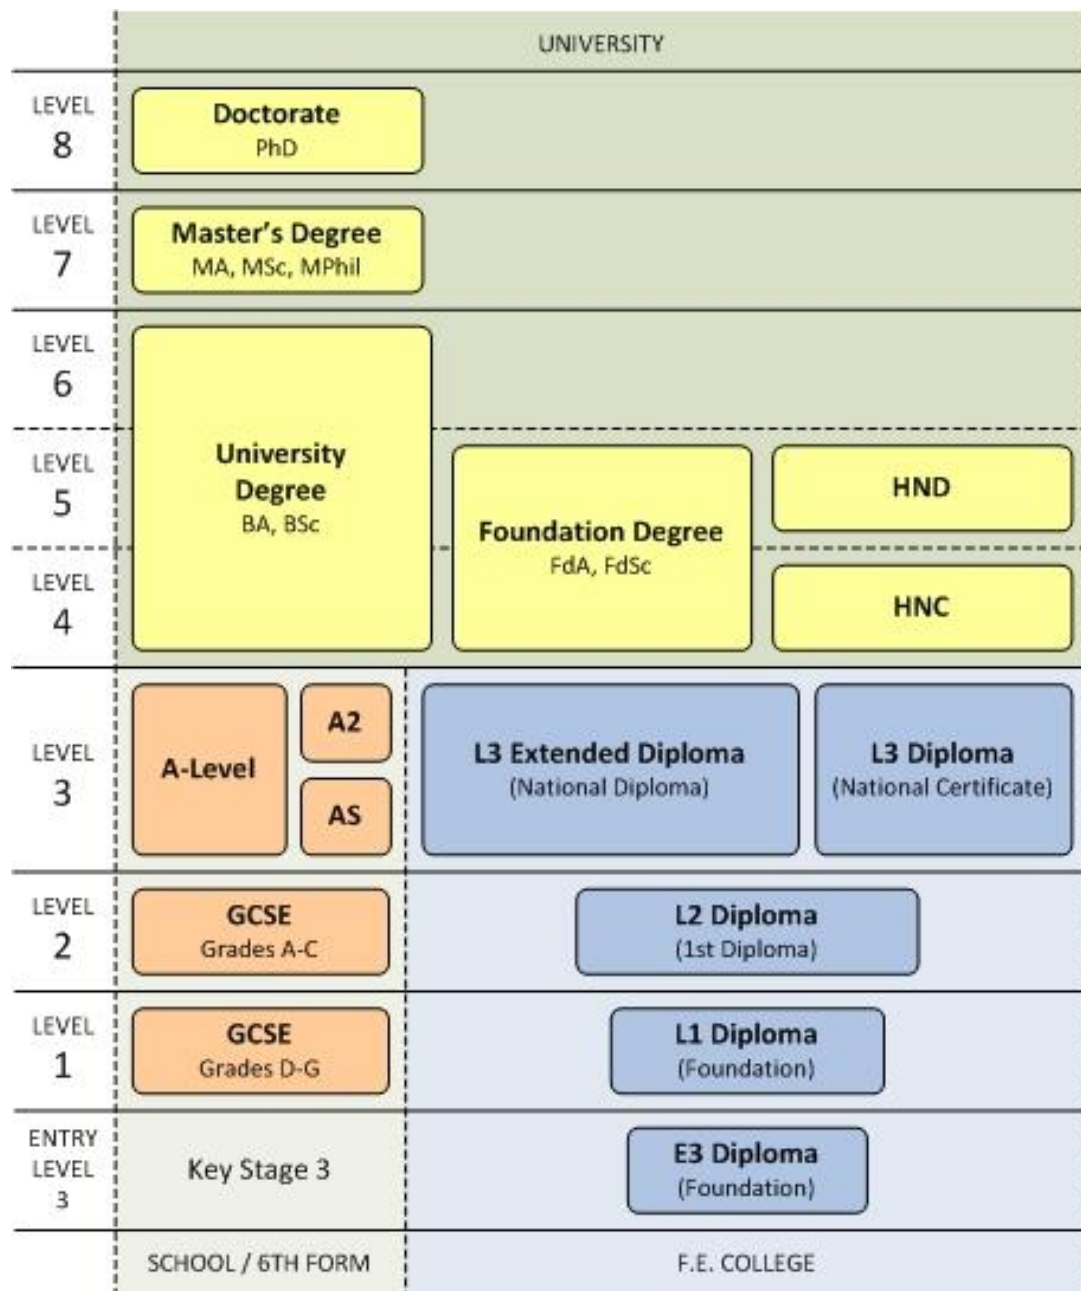 UNIVERSITY
LEVEL
8
Doctorate
PhD
LEVEL
7
Master's Degree
MA, MSc, MPhil
LEVEL
6
LEVEL
5
LEVEL
4
University
Degree
BA, BSc
Foundation Degree
FdA, FdSc
HND
HNC
LEVEL
3
A-Level
A2
AS
L3 Extended Diploma
(National Diploma)
L3 Diploma
(National Certificate)
LEVEL
2
GCSE
Grades A-C
L2 Diploma
(1st Diploma)
LEVEL
1
GCSE
Grades D-G
L1 Diploma
(Foundation)
ENTRY
LEVEL
3
Key Stage 3
E3 Diploma
(Foundation)
SCHOOL / 6TH FORM
F.E. COLLEGE